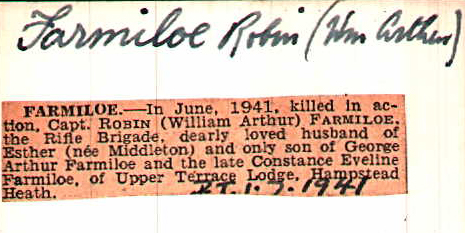 Farmiloe Robin (Wm Arthur)
FARMILOE.—In June, 1941, killed in ac-
tion, Capt. ROBIN (William Arthur) FARMILOE,
the Rifle Brigade, dearly loved husband of
Esther (née Middleton) and only son of George
Arthur Farmiloe and the late Constance Eveline
Farmiloe, of Upper Terrace Lodge, Hampstead
Heath.
D.T. 1.7.1941